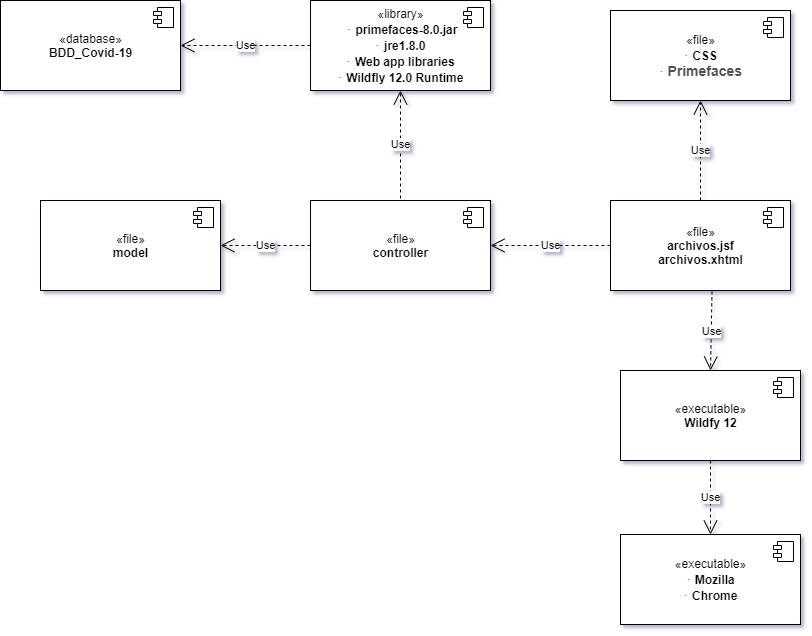 «database»
BDD_Covid-19
Use
«library»
· primefaces-8.0.jar
· jre1.8.0
· Web app libraries
· Wildfly 12.0 Runtime
«file»
· CSS
· Primefaces
Use
Use
«file»
model
Use
«file»
controller
Use
«file»
archivos.jsf
archivos.xhtml
Use
«executable»
Wildfy 12
Use
«executable»
· Mozilla
· Chrome